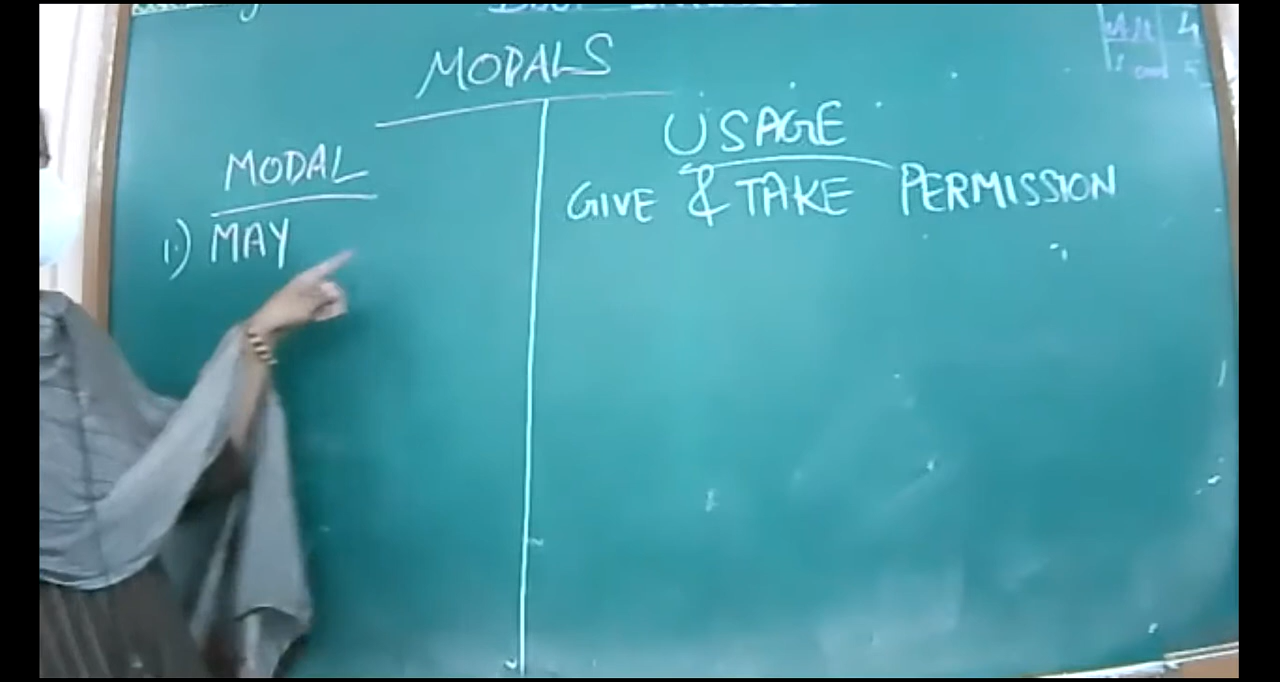 MODALS
MODAL
USAGE
1.) MAY
GIVE & TAKE PERMISSION